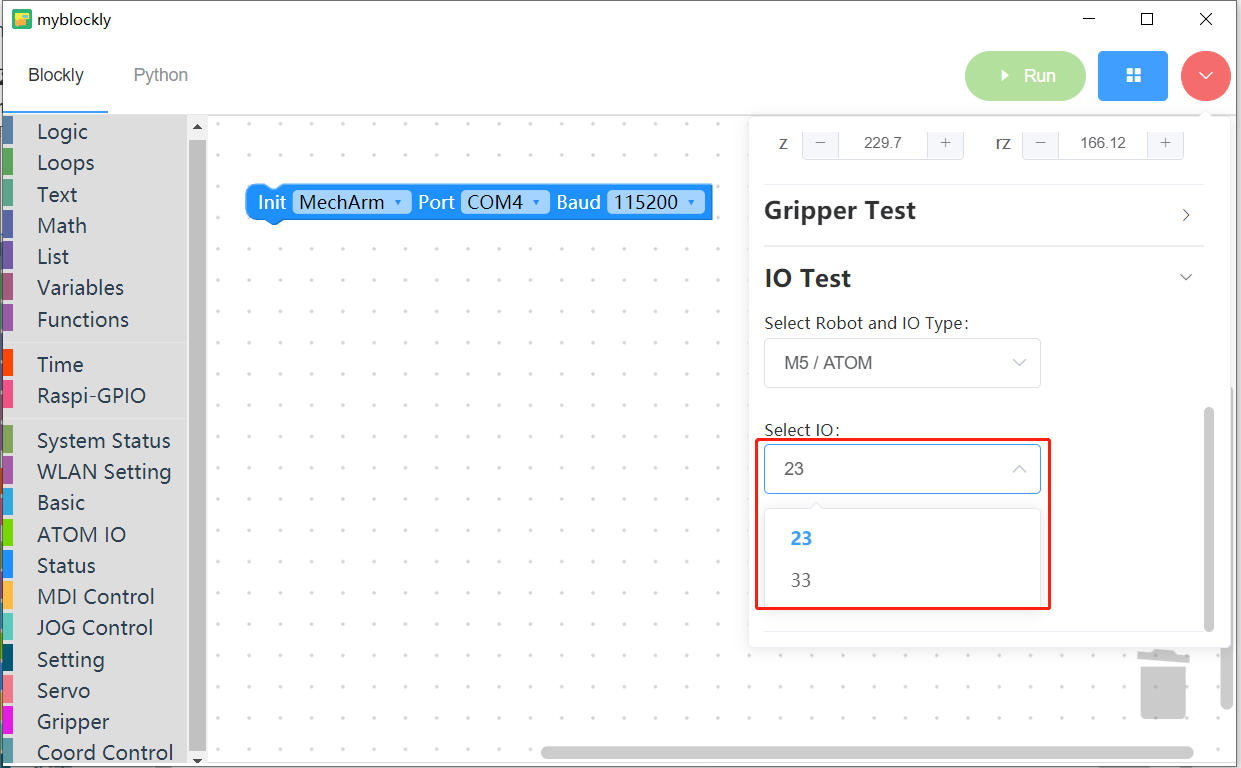 myblockly
Blockly Python Run
Logic
Loops
Text
Math
List
Variables
Functions
Time
Raspi-GPIO
System Status
WLAN Setting
Basic
ATOM IO
Status
MDI Control
JOG Control
Setting
Servo
Gripper
Coord Control
Init MechArm Port COM4 Baud 115200
z − 229.7 + rz − 166.12 +
Gripper Test
IO Test
Select Robot and IO Type:
M5 / ATOM
Select IO:
23
23
33